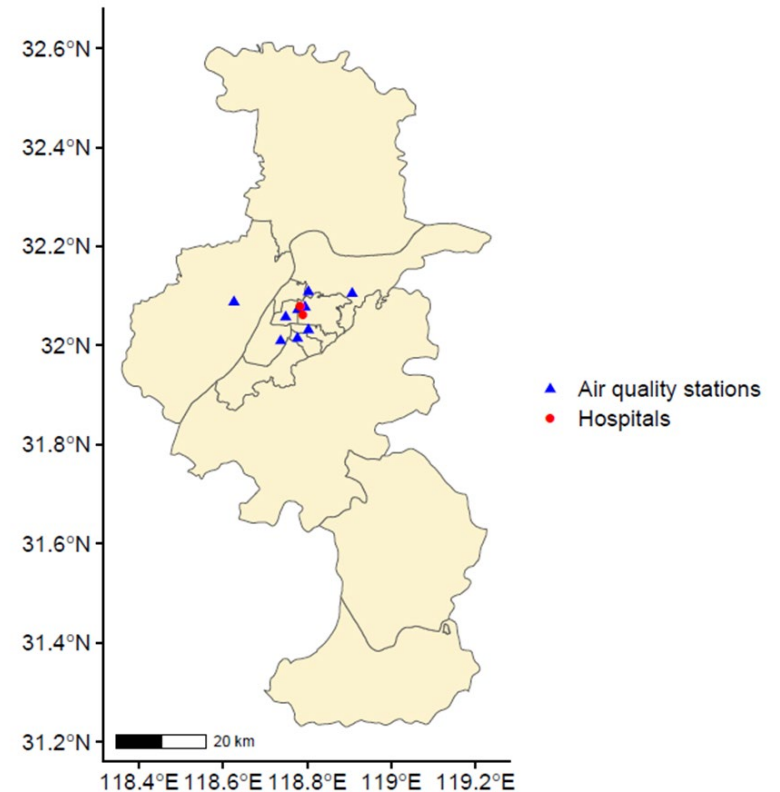 32.6°N
32.4°N
32.2°N
32°N
31.8°N
31.6°N
31.4°N
31.2°N
Air quality stations
Hospitals
20 km
118.4°E 118.6°E 118.8°E 119°E 119.2°E